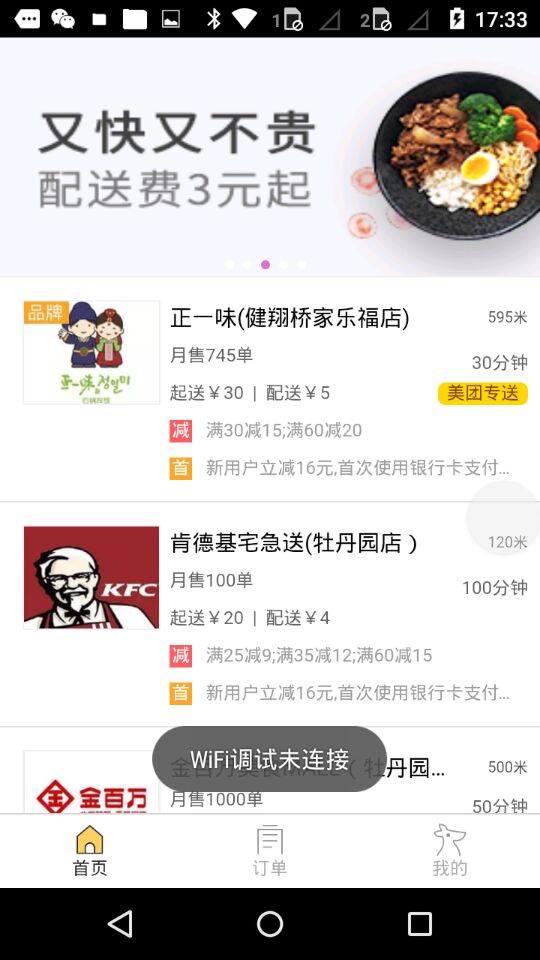 1 2 17:33
又快又不贵
配送费3元起
品牌
正一味
正一味(健翔桥家乐福店)
595米
月售745单
30分钟
起送￥30 | 配送￥5
美团专送
减 满30减15;满60减20
首 新用户立减16元,首次使用银行卡支付...
KFC
肯德基宅急送(牡丹园店）
120米
月售100单
100分钟
起送￥20 | 配送￥4
减 满25减9;满35减12;满60减15
首 新用户立减16元,首次使用银行卡支付...
WiFi调试未连接
牡丹园...
500米
金百万
月售1000单
50分钟
首页
订单
我的